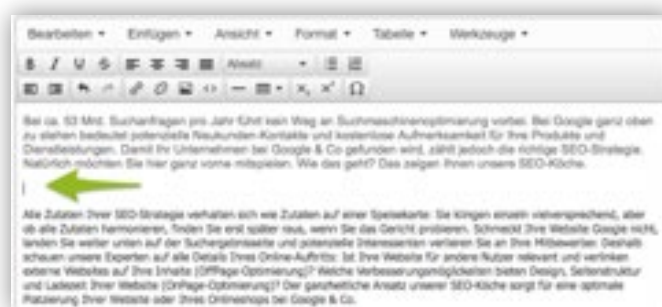 Bearbeiten Einfügen Ansicht Format Tabelle Werkzeuge
B I U S Absatz
X₂ X² Ω
Bei ca. 53 Mrd. Suchanfragen pro Jahr führt kein Weg an Suchmaschinenoptimierung vorbei. Bei Google ganz oben
zu stehen bedeutet potenzielle Neukunden-Kontakte und kostenlose Aufmerksamkeit für Ihre Produkte und
Dienstleistungen. Damit Ihr Unternehmen bei Google & Co gefunden wird, zählt jedoch die richtige SEO-Strategie.
Natürlich möchten Sie hier ganz vorne mitspielen. Wie das geht? Das zeigen Ihnen unsere SEO-Köche.
Alle Zutaten Ihrer SEO-Strategie verhalten sich wie Zutaten auf einer Speisekarte: Sie klingen einzeln vielversprechend, aber
ob alle Zutaten harmonieren, finden Sie erst später raus, wenn Sie das Gericht probieren. Schmeckt Ihre Website Google nicht,
landen Sie weiter unten auf der Suchergebnisseite und potenzielle Interessenten verlieren Sie an Ihre Mitbewerber. Deshalb
schauen unsere Experten auf alle Details Ihres Online-Auftritts: Ist Ihre Website für andere Nutzer relevant und verlinken
externe Websites auf Ihre Inhalte (OffPage-Optimierung)? Welche Verbesserungsmöglichkeiten bieten Design, Seitenstruktur
und Ladezeit Ihrer Website (OnPage-Optimierung)? Der ganzheitliche Ansatz unserer SEO-Köche sorgt für eine optimale
Platzierung Ihrer Website oder Ihres Onlineshops bei Google & Co.